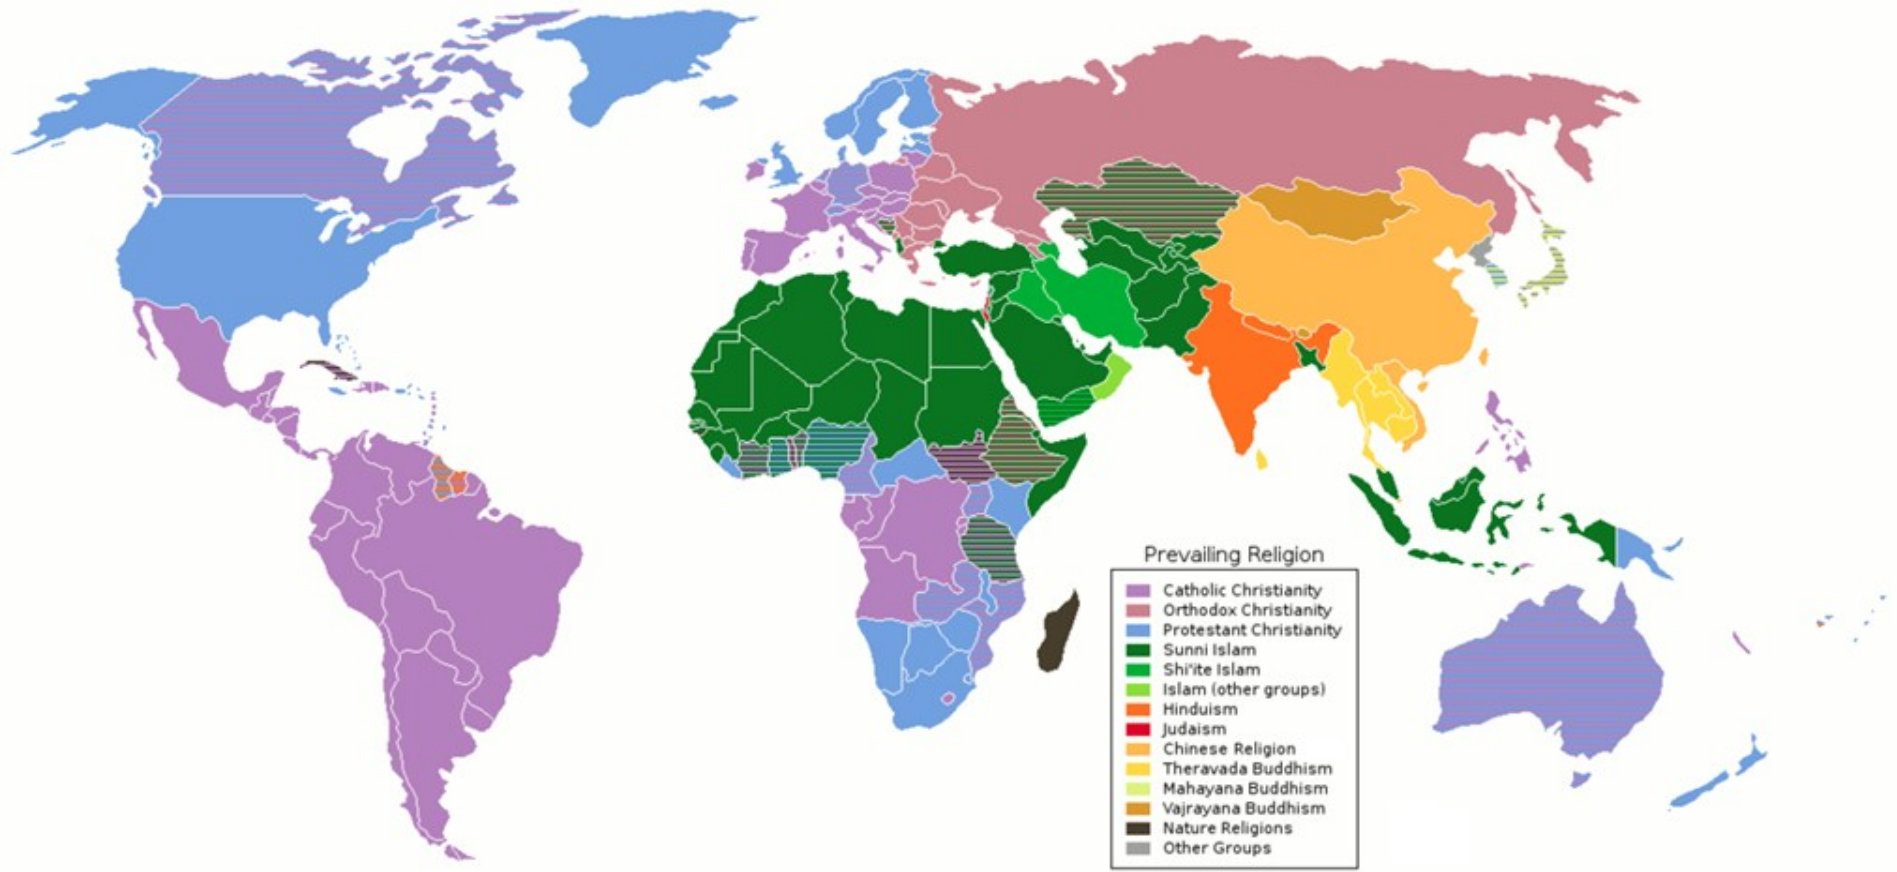 Prevailing Religion
Catholic Christianity
Orthodox Christianity
Protestant Christianity
Sunni Islam
Shi'ite Islam
Islam (other groups)
Hinduism
Judaism
Chinese Religion
Theravada Buddhism
Mahayana Buddhism
Vajrayana Buddhism
Nature Religions
Other Groups